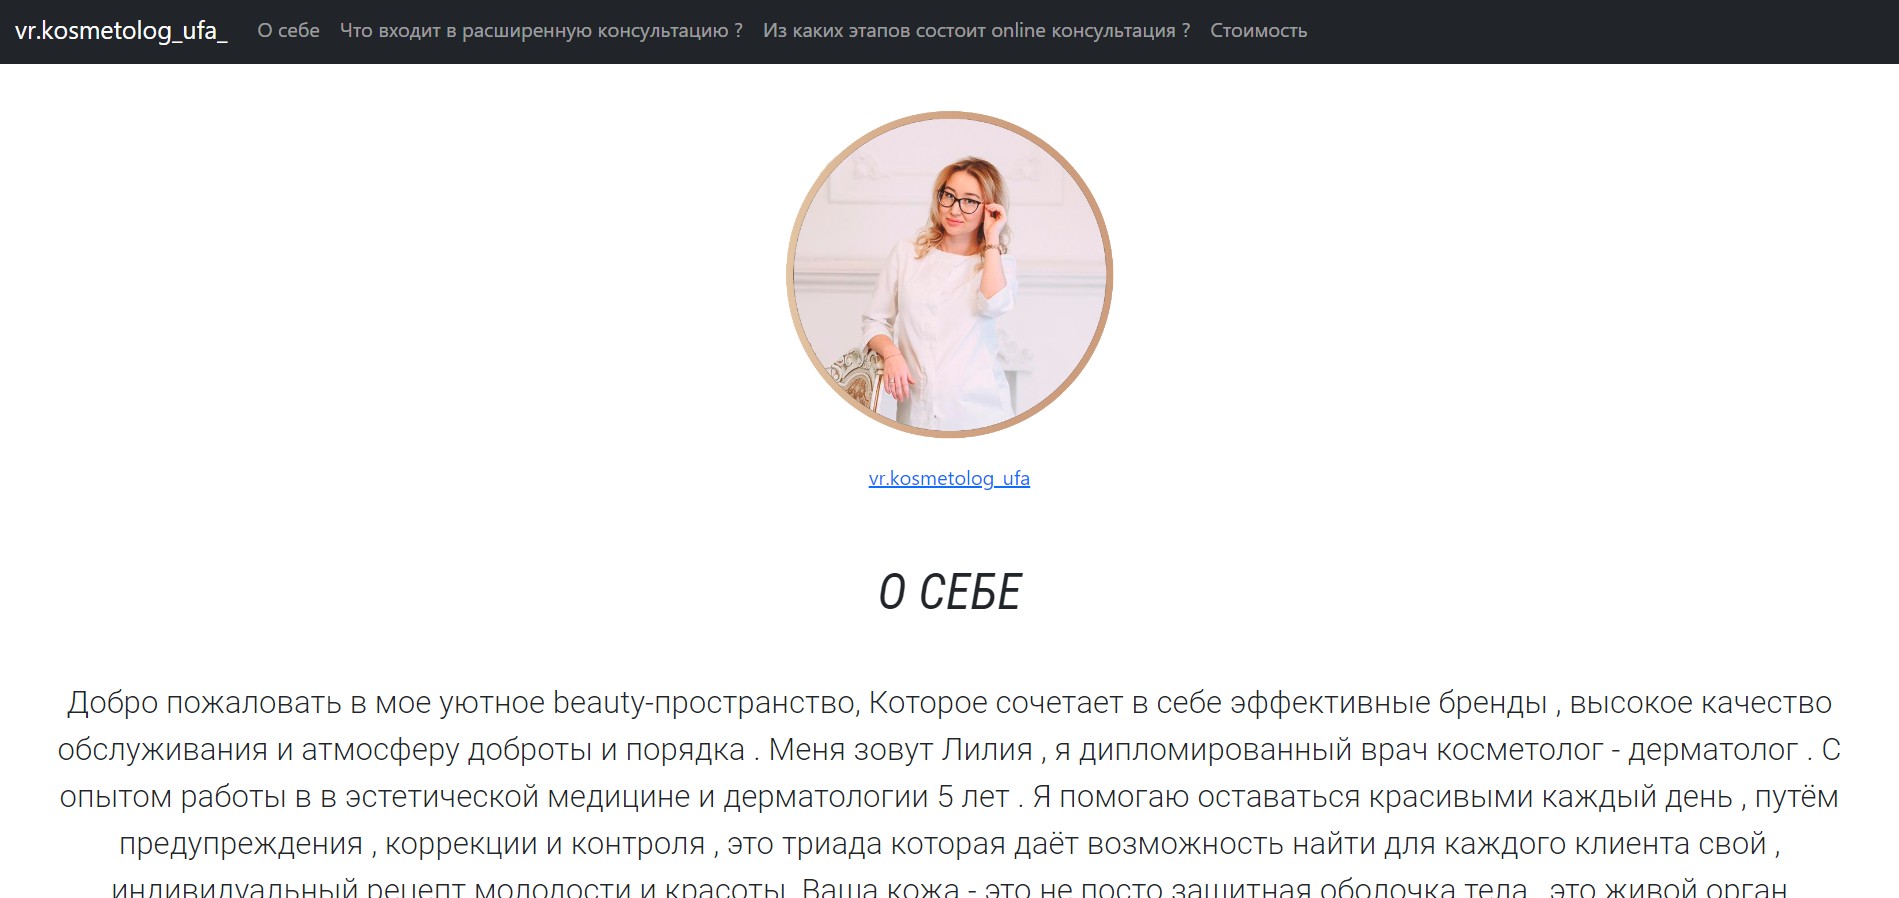 vr.kosmetolog_ufa_ О себе Что входит в расширенную консультацию ? Из каких этапов состоит online консультация ? Стоимость
vr.kosmetolog_ufa
О СЕБЕ
Добро пожаловать в мое уютное beauty-пространство, Которое сочетает в себе эффективные бренды , высокое качество
обслуживания и атмосферу доброты и порядка . Меня зовут Лилия , я дипломированный врач косметолог - дерматолог . С
опытом работы в в эстетической медицине и дерматологии 5 лет . Я помогаю оставаться красивыми каждый день , путём
предупреждения , коррекции и контроля , это триада которая даёт возможность найти для каждого клиента свой ,
индивидуальный рецепт молодости и красоты. Ваша кожа - это не посто защитная оболочка тела , это живой орган